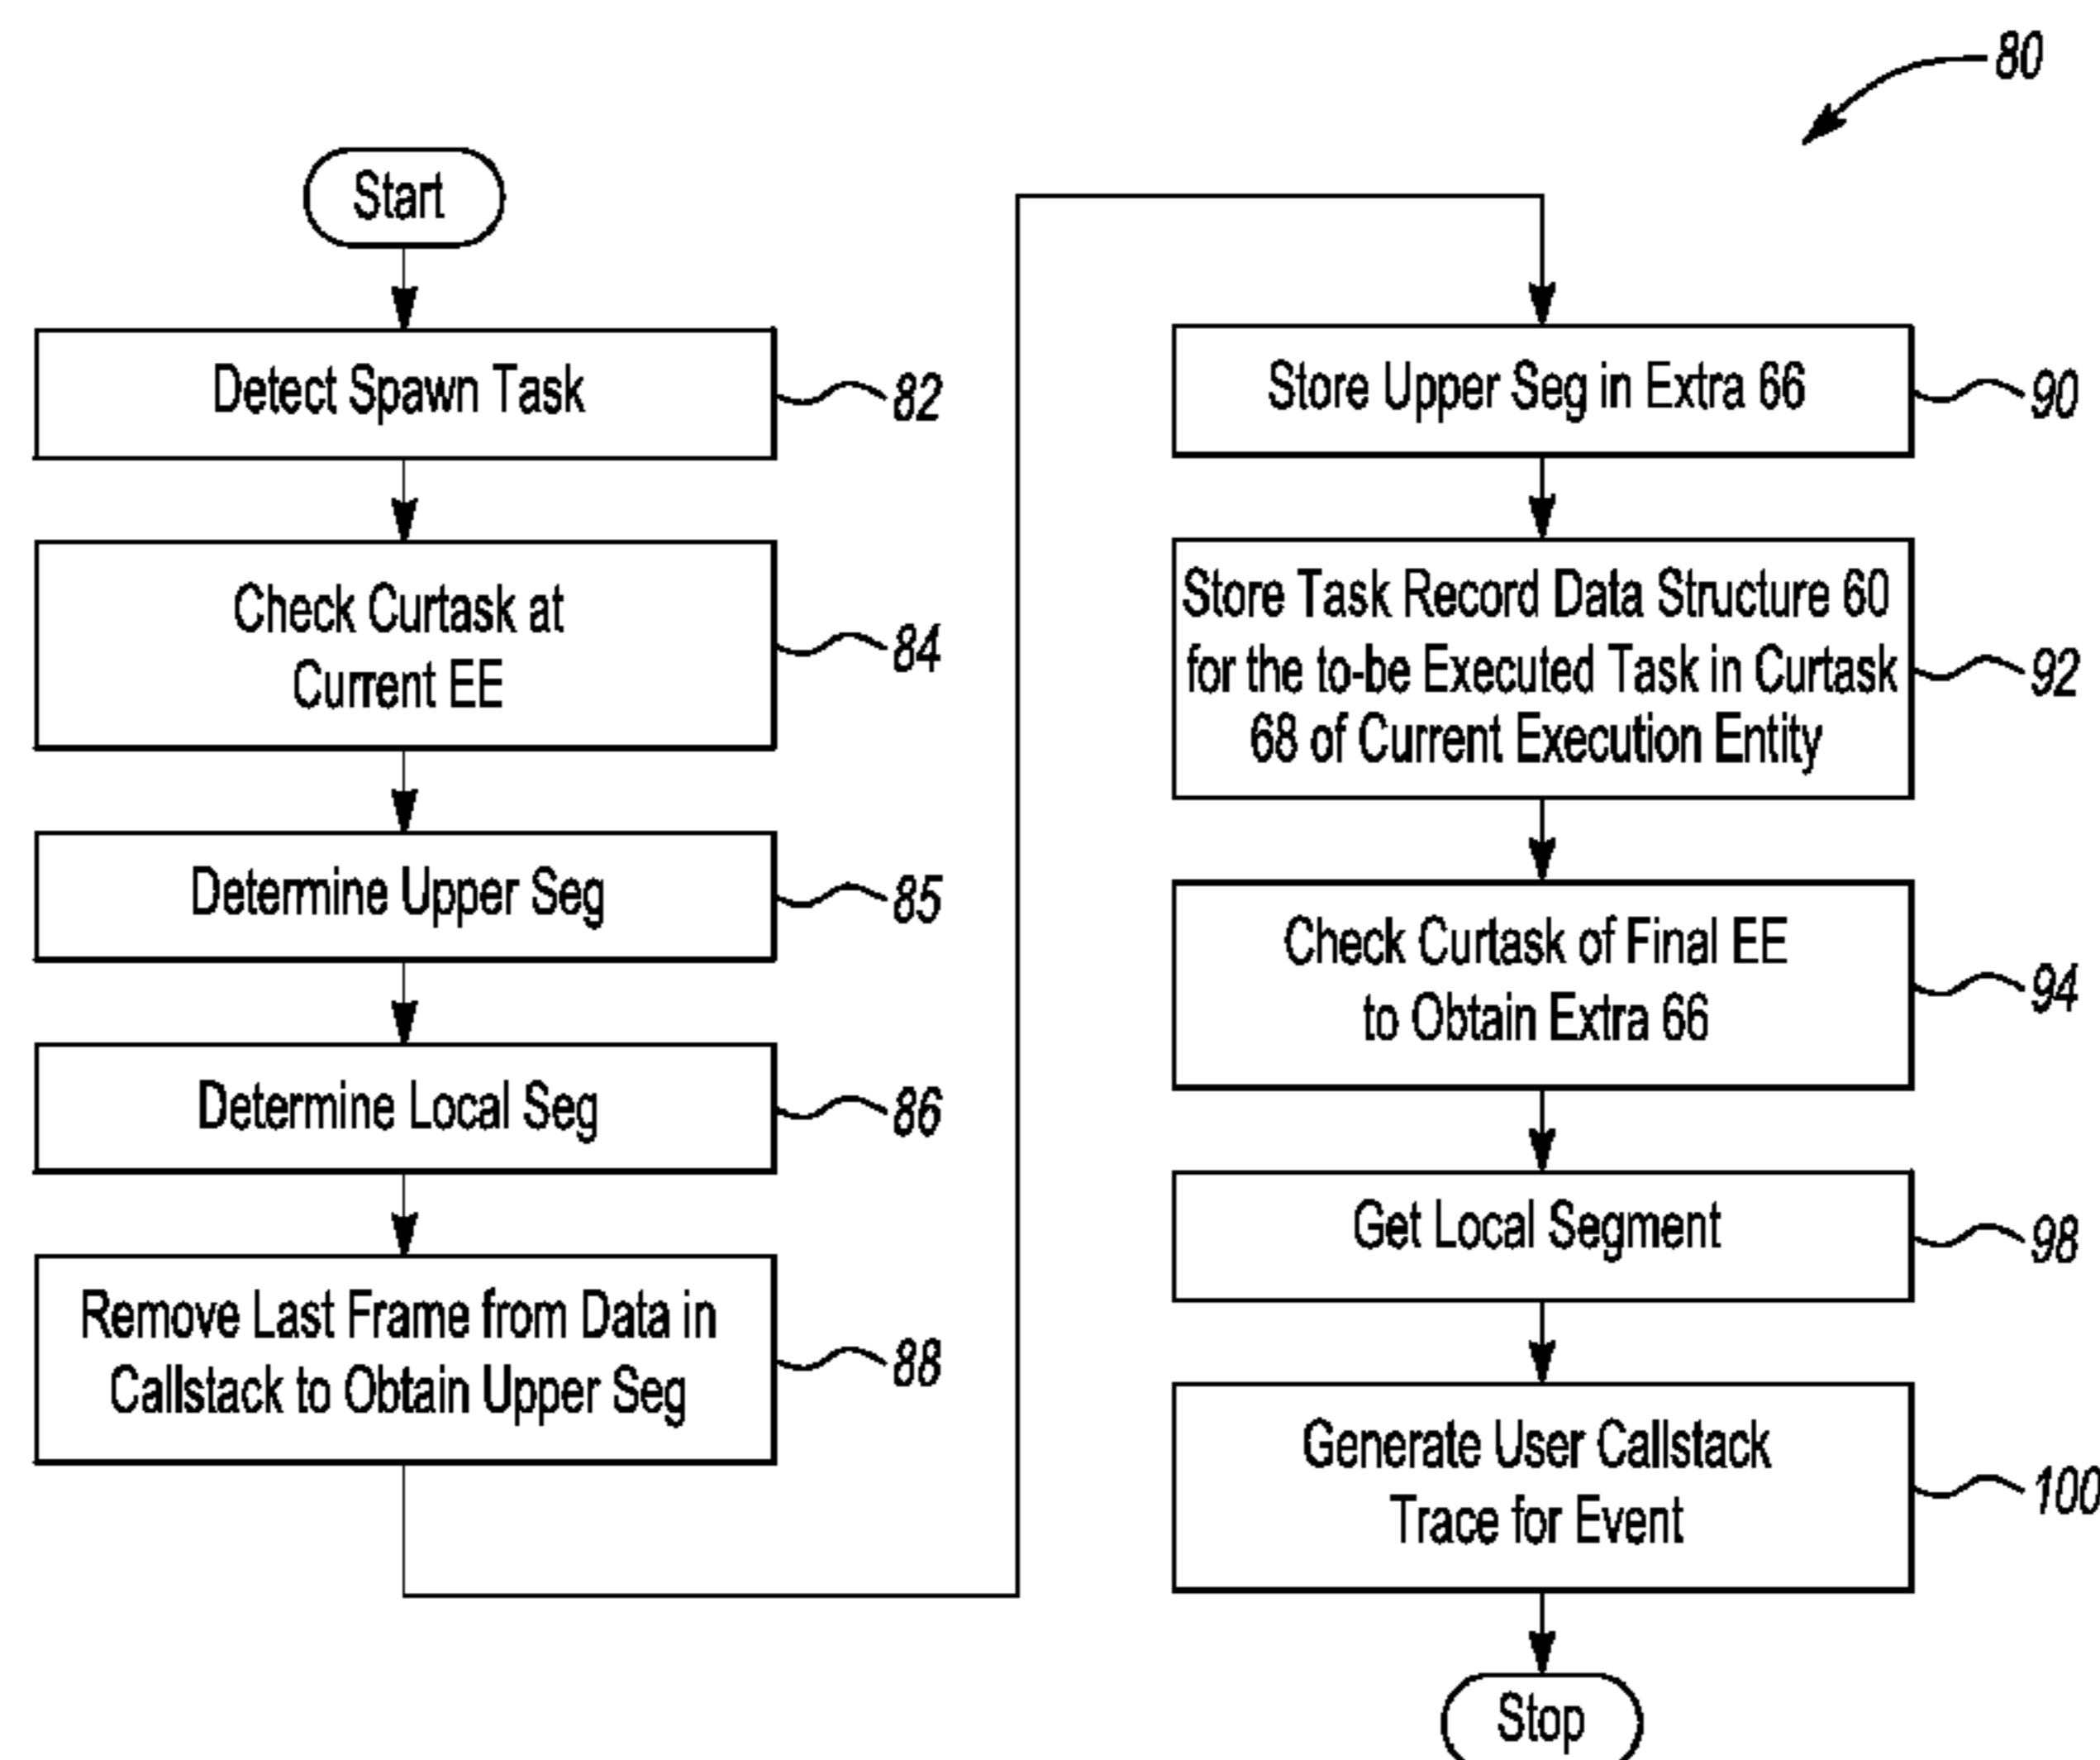 80
Start
Detect Spawn Task
82
Check Curtask at
Current EE
84
Determine Upper Seg
85
Determine Local Seg
86
Remove Last Frame from Data in
Callstack to Obtain Upper Seg
88
Store Upper Seg in Extra 66
90
Store Task Record Data Structure 60
for the to-be Executed Task in Curtask
68 of Current Execution Entity
92
Check Curtask of Final EE
to Obtain Extra 66
94
Get Local Segment
98
Generate User Callstack
Trace for Event
100
Stop